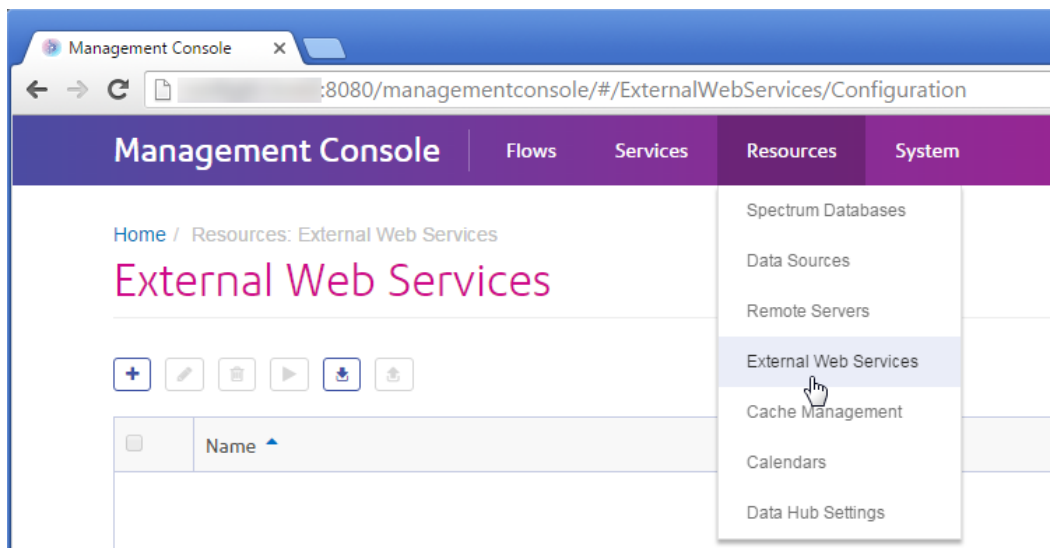 Management Console
:8080/managementconsole/#/ExternalWebServices/Configuration
Management Console Flows Services Resources System
Home / Resources: External Web Services
External Web Services
Name
Spectrum Databases
Data Sources
Remote Servers
External Web Services
Cache Management
Calendars
Data Hub Settings